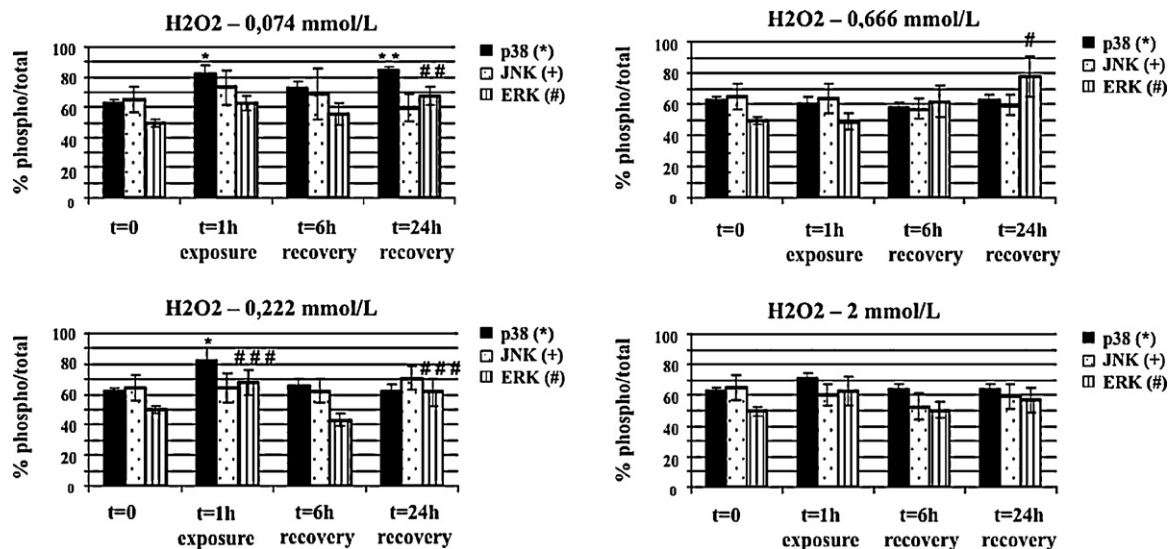 H2O2 – 0,074 mmol/L
% phospho/total
100
80
60
40
20
0
*
* *
# #
p38 (*)
JNK (+)
ERK (#)
t=0
t=1h
exposure
t=6h
recovery
t=24h
recovery
H2O2 – 0,666 mmol/L
% phospho/total
100
80
60
40
20
0
#
p38 (*)
JNK (+)
ERK (#)
t=0
t=1h
exposure
t=6h
recovery
t=24h
recovery
H2O2 – 0,222 mmol/L
% phospho/total
100
80
60
40
20
0
*
# # #
# # #
p38 (*)
JNK (+)
ERK (#)
t=0
t=1h
exposure
t=6h
recovery
t=24h
recovery
H2O2 – 2 mmol/L
% phospho/total
100
80
60
40
20
0
p38 (*)
JNK (+)
ERK (#)
t=0
t=1h
exposure
t=6h
recovery
t=24h
recovery